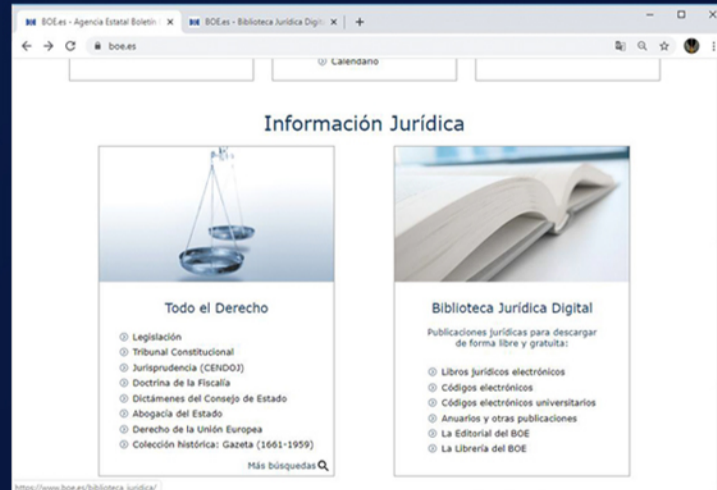 BOE.es - Agencia Estatal Boletín
BOE.es - Biblioteca Jurídica Digit
boe.es
Calendario
Información Jurídica
Todo el Derecho
Legislación
Tribunal Constitucional
Jurisprudencia (CENDOJ)
Doctrina de la Fiscalía
Dictámenes del Consejo de Estado
Abogacía del Estado
Derecho de la Unión Europea
Colección histórica: Gazeta (1661-1959)
Más búsquedas
Biblioteca Jurídica Digital
Publicaciones jurídicas para descargar
de forma libre y gratuita:
Libros jurídicos electrónicos
Códigos electrónicos
Códigos electrónicos universitarios
Anuarios y otras publicaciones
La Editorial del BOE
La Librería del BOE
https://www.boe.es/biblioteca_juridica/